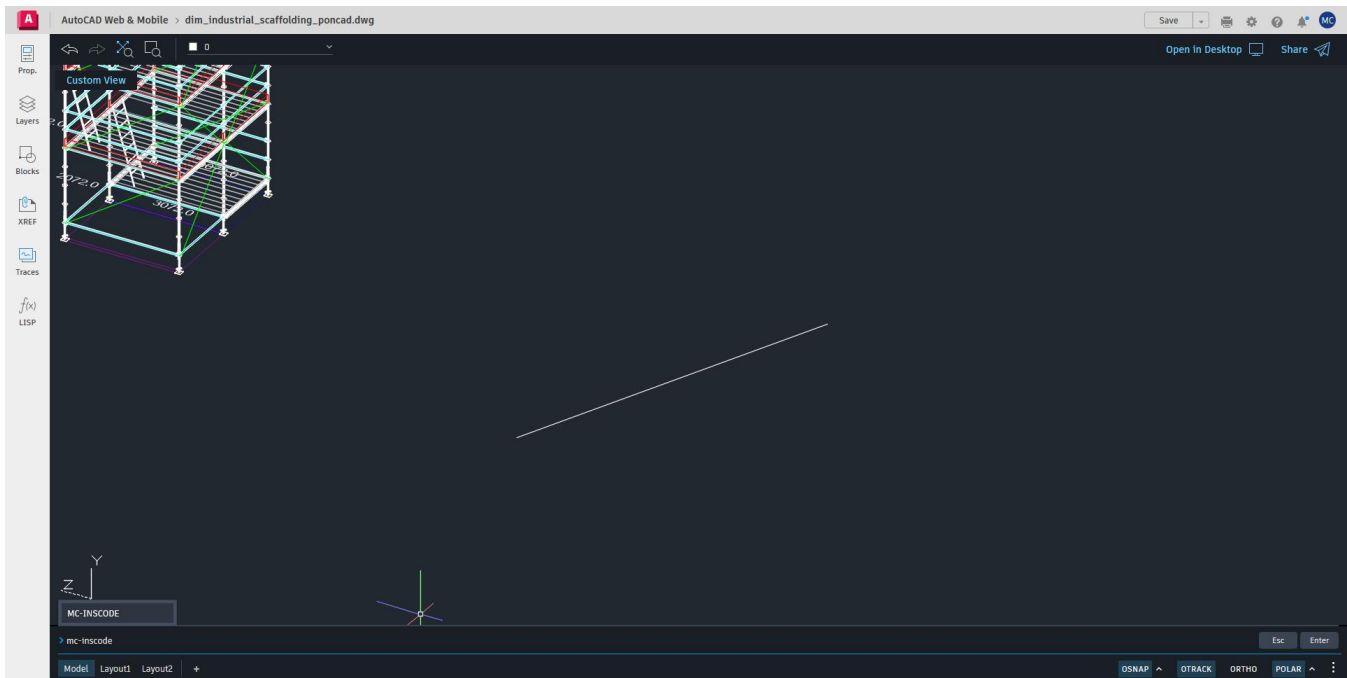 A AutoCAD Web & Mobile > dim_industrial_scaffolding_poncad.dwg Save MC
0 Open in Desktop Share
Prop.
Custom View
Layers
Blocks
2072.0
3072.0
XREF
Traces
f(x)
LISP
Y
Z
MC-INSCODE
> mc-inscode Esc Enter
Model Layout1 Layout2 + OSNAP OTRACK ORTHO POLAR